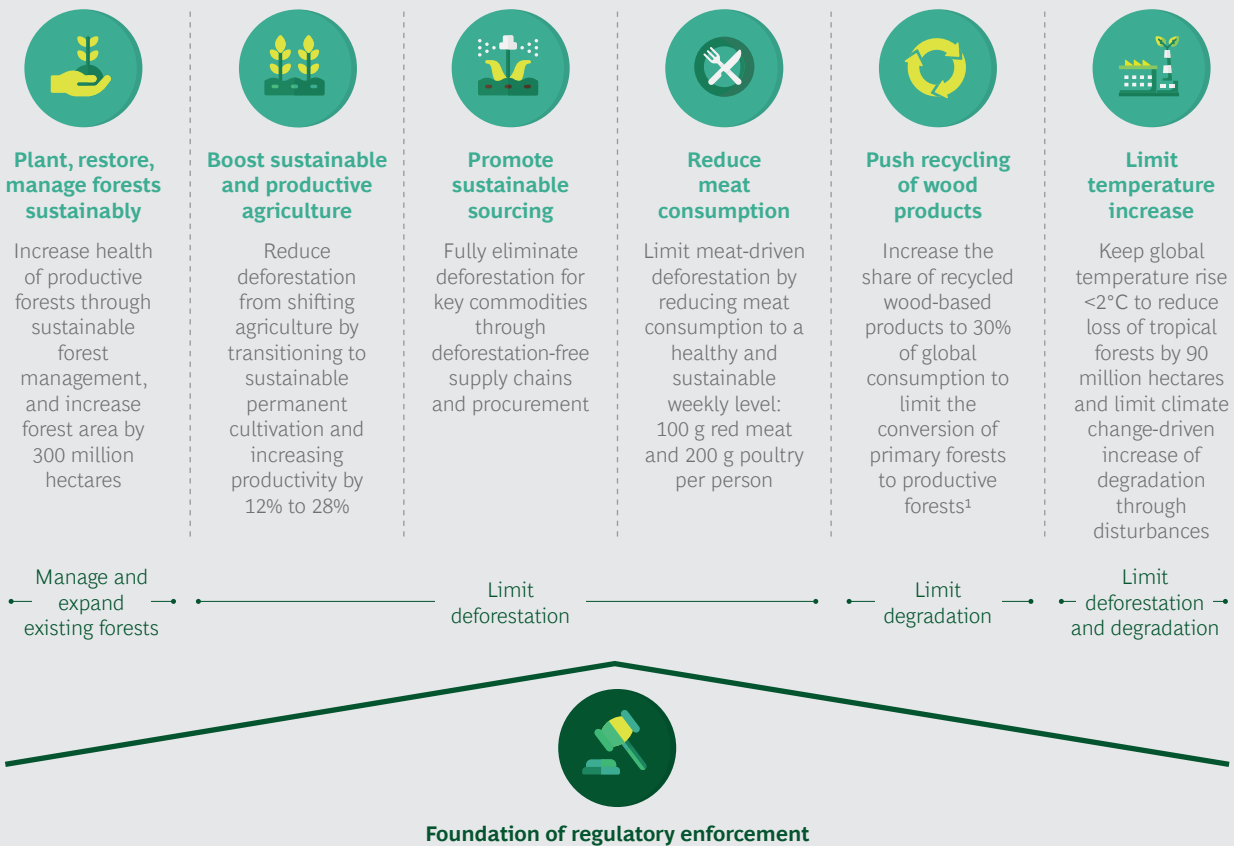 Plant, restore,
manage forests
sustainably
Increase health
of productive
forests through
sustainable
forest
management,
and increase
forest area by
300 million
hectares
Boost sustainable
and productive
agriculture
Reduce
deforestation
from shifting
agriculture by
transitioning to
sustainable
permanent
cultivation and
increasing
productivity by
12% to 28%
Promote
sustainable
sourcing
Fully eliminate
deforestation for
key commodities
through
deforestation-free
supply chains
and procurement
Reduce
meat
consumption
Limit meat-driven
deforestation by
reducing meat
consumption to a
healthy and
sustainable
weekly level:
100 g red meat
and 200 g poultry
per person
Push recycling
of wood
products
Increase the
share of recycled
wood-based
products to 30%
of global
consumption to
limit the
conversion of
primary forests
to productive
forests¹
Limit
temperature
increase
Keep global
temperature rise
<2°C to reduce
loss of tropical
forests by 90
million hectares
and limit climate
change-driven
increase of
degradation
through
disturbances
Manage and
expand
existing forests
Limit
deforestation
Limit
degradation
Limit
deforestation
and degradation
Foundation of regulatory enforcement